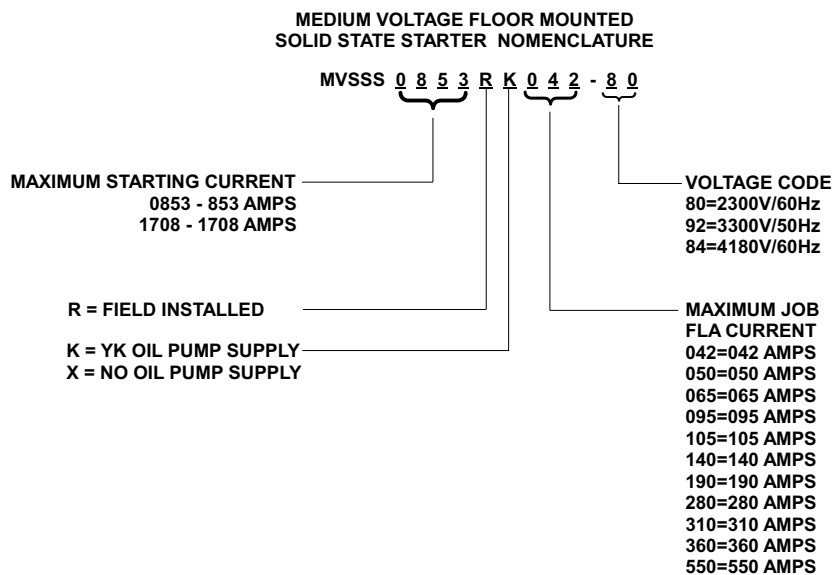 MEDIUM VOLTAGE FLOOR MOUNTED
SOLID STATE STARTER NOMENCLATURE
MVSSS 0 8 5 3 R K 0 4 2 - 8 0
MAXIMUM STARTING CURRENT
0853 - 853 AMPS
1708 - 1708 AMPS
R = FIELD INSTALLED
K = YK OIL PUMP SUPPLY
X = NO OIL PUMP SUPPLY
VOLTAGE CODE
80=2300V/60Hz
92=3300V/50Hz
84=4180V/60Hz
MAXIMUM JOB
FLA CURRENT
042=042 AMPS
050=050 AMPS
065=065 AMPS
095=095 AMPS
105=105 AMPS
140=140 AMPS
190=190 AMPS
280=280 AMPS
310=310 AMPS
360=360 AMPS
550=550 AMPS